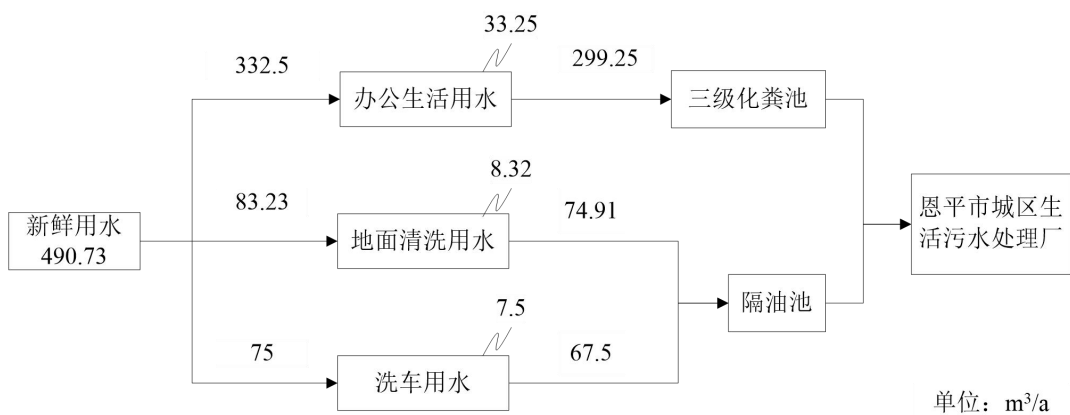 33.25
332.5
299.25
办公生活用水
三级化粪池
8.32
83.23
74.91
新鲜用水
490.73
地面清洗用水
恩平市城区生
活污水处理厂
隔油池
7.5
75
67.5
洗车用水
单位：m³/a